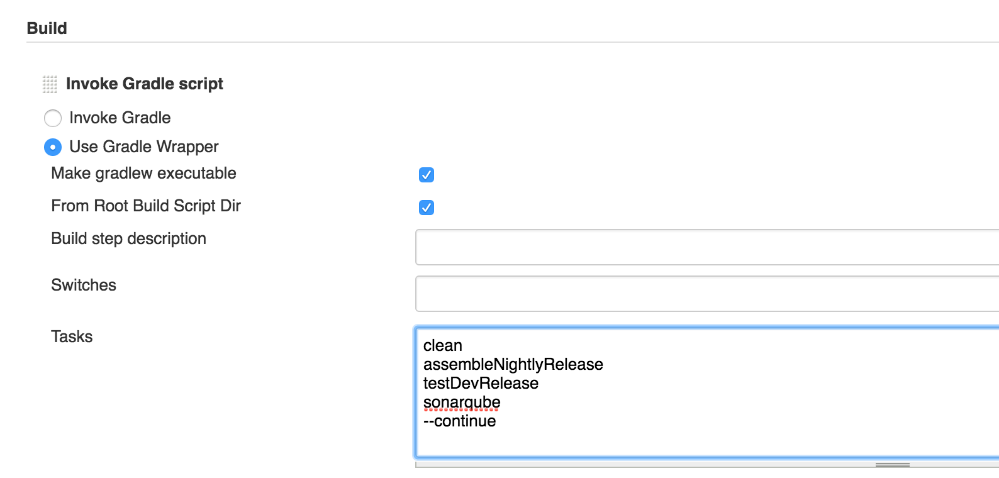 Build
Invoke Gradle script
Invoke Gradle
Use Gradle Wrapper
Make gradlew executable
From Root Build Script Dir
Build step description
Switches
Tasks
clean
assembleNightlyRelease
testDevRelease
sonarqube
--continue